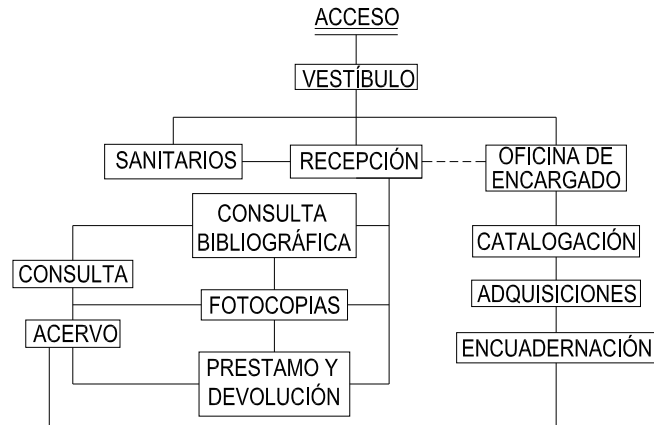 ACCESO
VESTÍBULO
SANITARIOS
RECEPCIÓN
OFICINA DE
ENCARGADO
CONSULTA
BIBLIOGRÁFICA
CATALOGACIÓN
CONSULTA
FOTOCOPIAS
ADQUISICIONES
ACERVO
ENCUADERNACIÓN
PRESTAMO Y
DEVOLUCIÓN